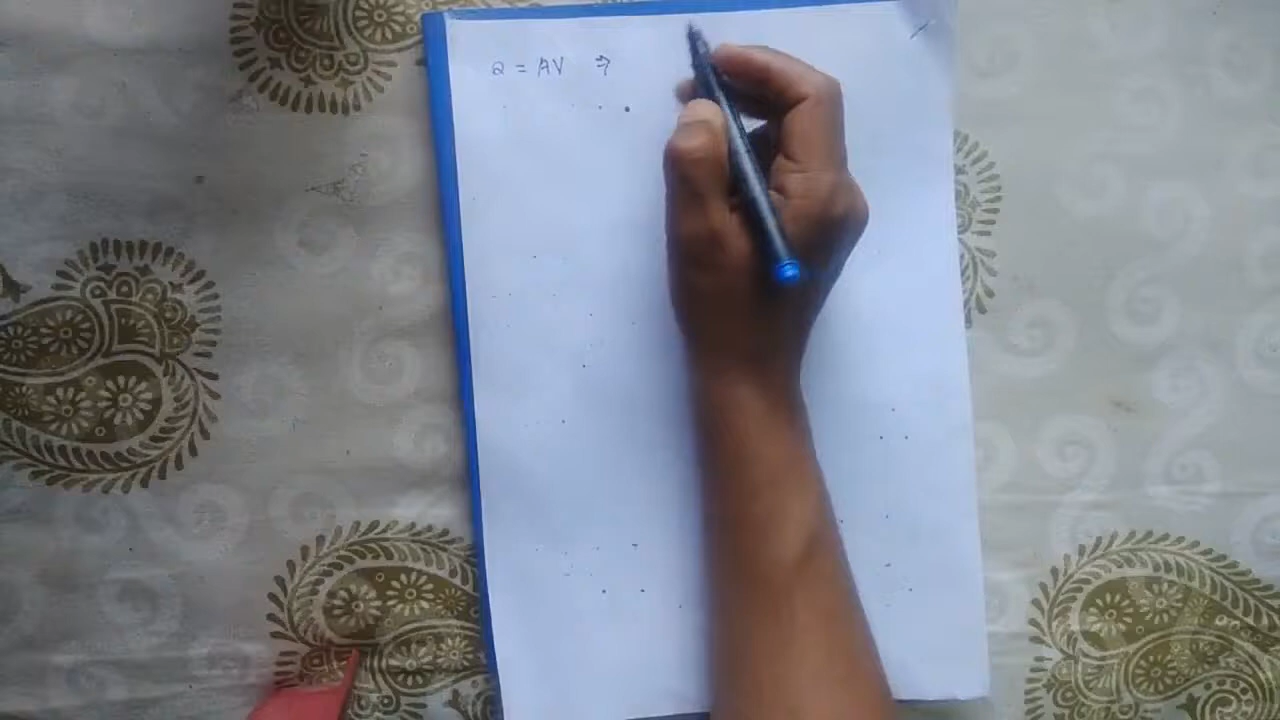 Q = AV ⇒